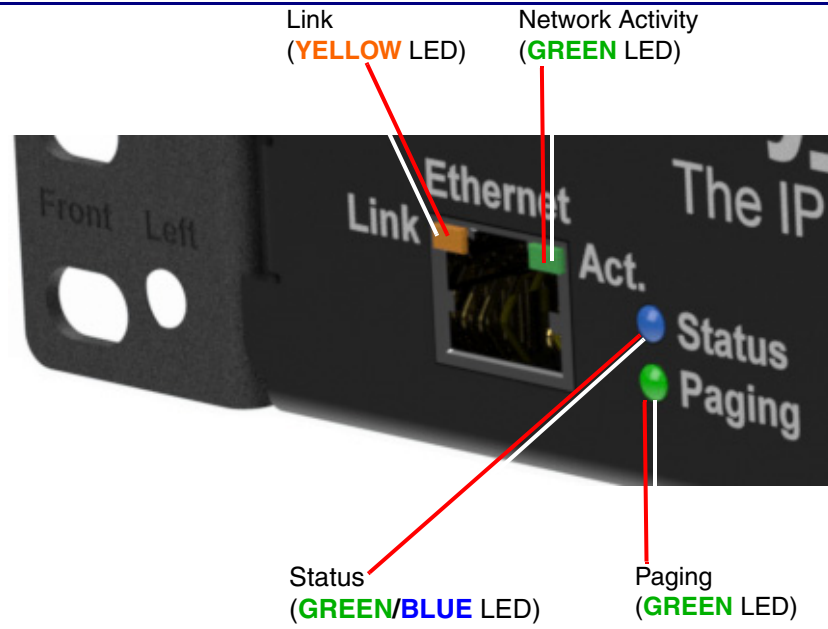 Link
(YELLOW LED)
Network Activity
(GREEN LED)
Front
Left
Link
Ethernet
Act.
The IP
Status
Paging
Status
(GREEN/BLUE LED)
Paging
(GREEN LED)